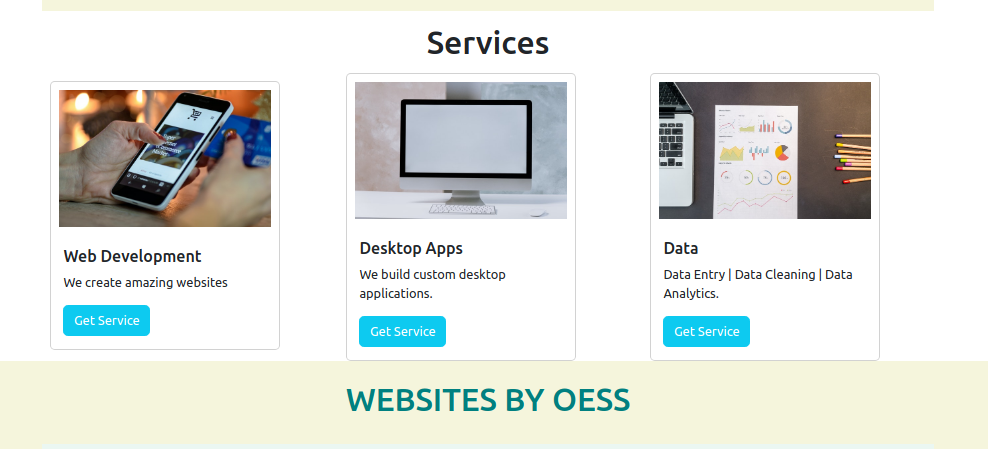 Services
Web Development
We create amazing websites
Get Service
Desktop Apps
We build custom desktop
applications.
Get Service
Data
Data Entry | Data Cleaning | Data
Analytics.
Get Service
WEBSITES BY OESS